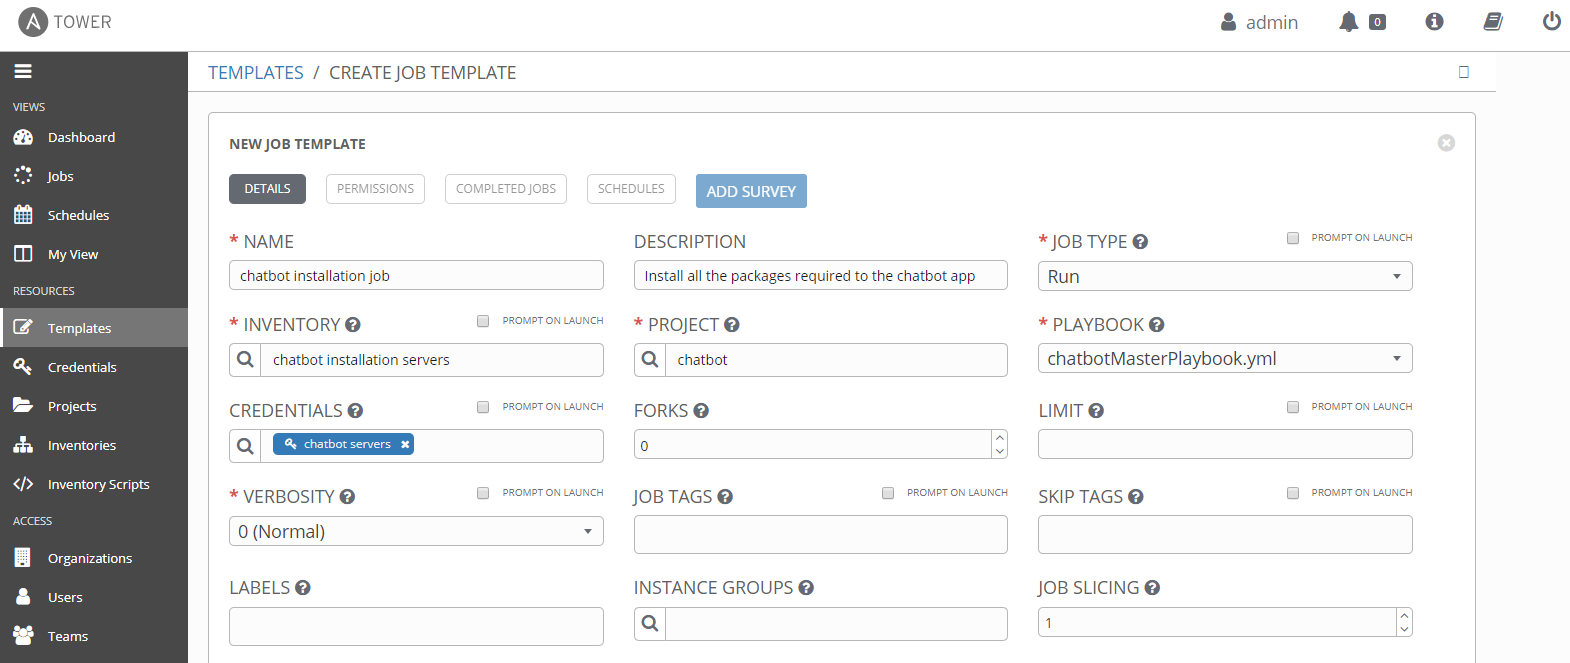 TOWER
admin
0
VIEWS
Dashboard
Jobs
Schedules
My View
RESOURCES
Templates
Credentials
Projects
Inventories
Inventory Scripts
ACCESS
Organizations
Users
Teams
TEMPLATES / CREATE JOB TEMPLATE
NEW JOB TEMPLATE
DETAILS PERMISSIONS COMPLETED JOBS SCHEDULES ADD SURVEY
* NAME
chatbot installation job
DESCRIPTION
Install all the packages required to the chatbot app
* JOB TYPE PROMPT ON LAUNCH
Run
* INVENTORY PROMPT ON LAUNCH
chatbot installation servers
* PROJECT
chatbot
* PLAYBOOK
chatbotMasterPlaybook.yml
CREDENTIALS PROMPT ON LAUNCH
chatbot servers
FORKS
0
LIMIT PROMPT ON LAUNCH
* VERBOSITY PROMPT ON LAUNCH
0 (Normal)
JOB TAGS PROMPT ON LAUNCH
SKIP TAGS PROMPT ON LAUNCH
LABELS
INSTANCE GROUPS
JOB SLICING
1